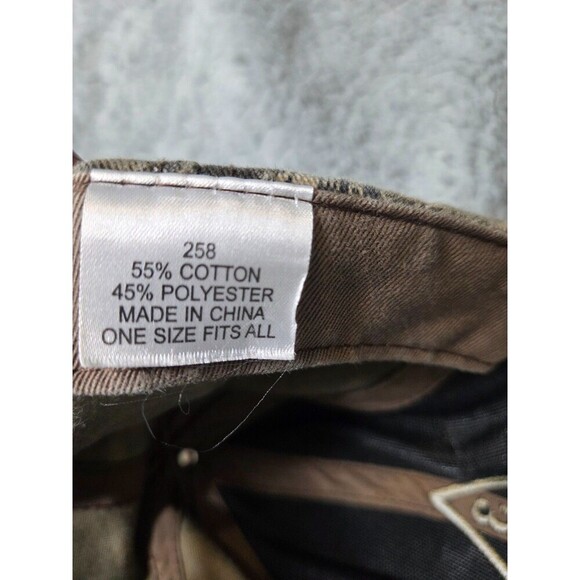 258
55% COTTON
45% POLYESTER
MADE IN CHINA
ONE SIZE FITS ALL